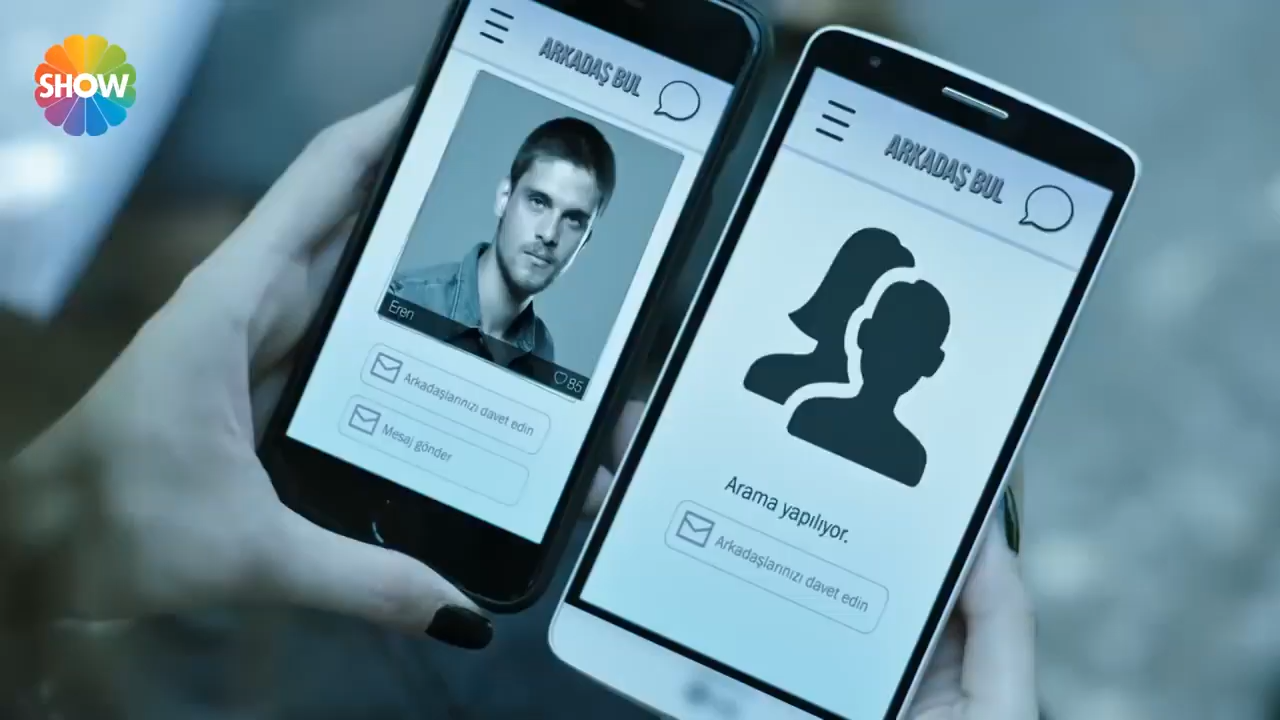 SHOW
ARKADAŞ BUL
Eren
85
Arkadaşlarınızı davet edin
Mesaj gönder
ARKADAŞ BUL
Arama yapılıyor.
Arkadaşlarınızı davet edin